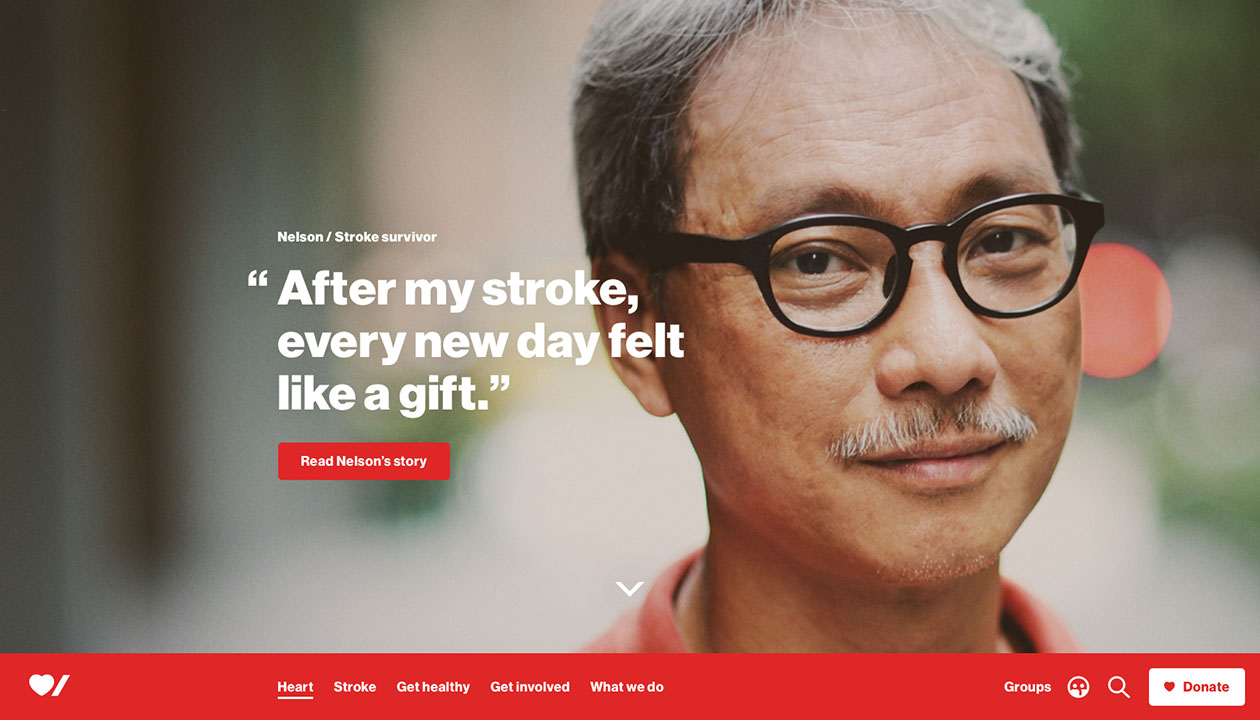 Nelson / Stroke survivor
“ After my stroke,
every new day felt
like a gift.”
Read Nelson’s story
Heart Stroke Get healthy Get involved What we do Groups Donate